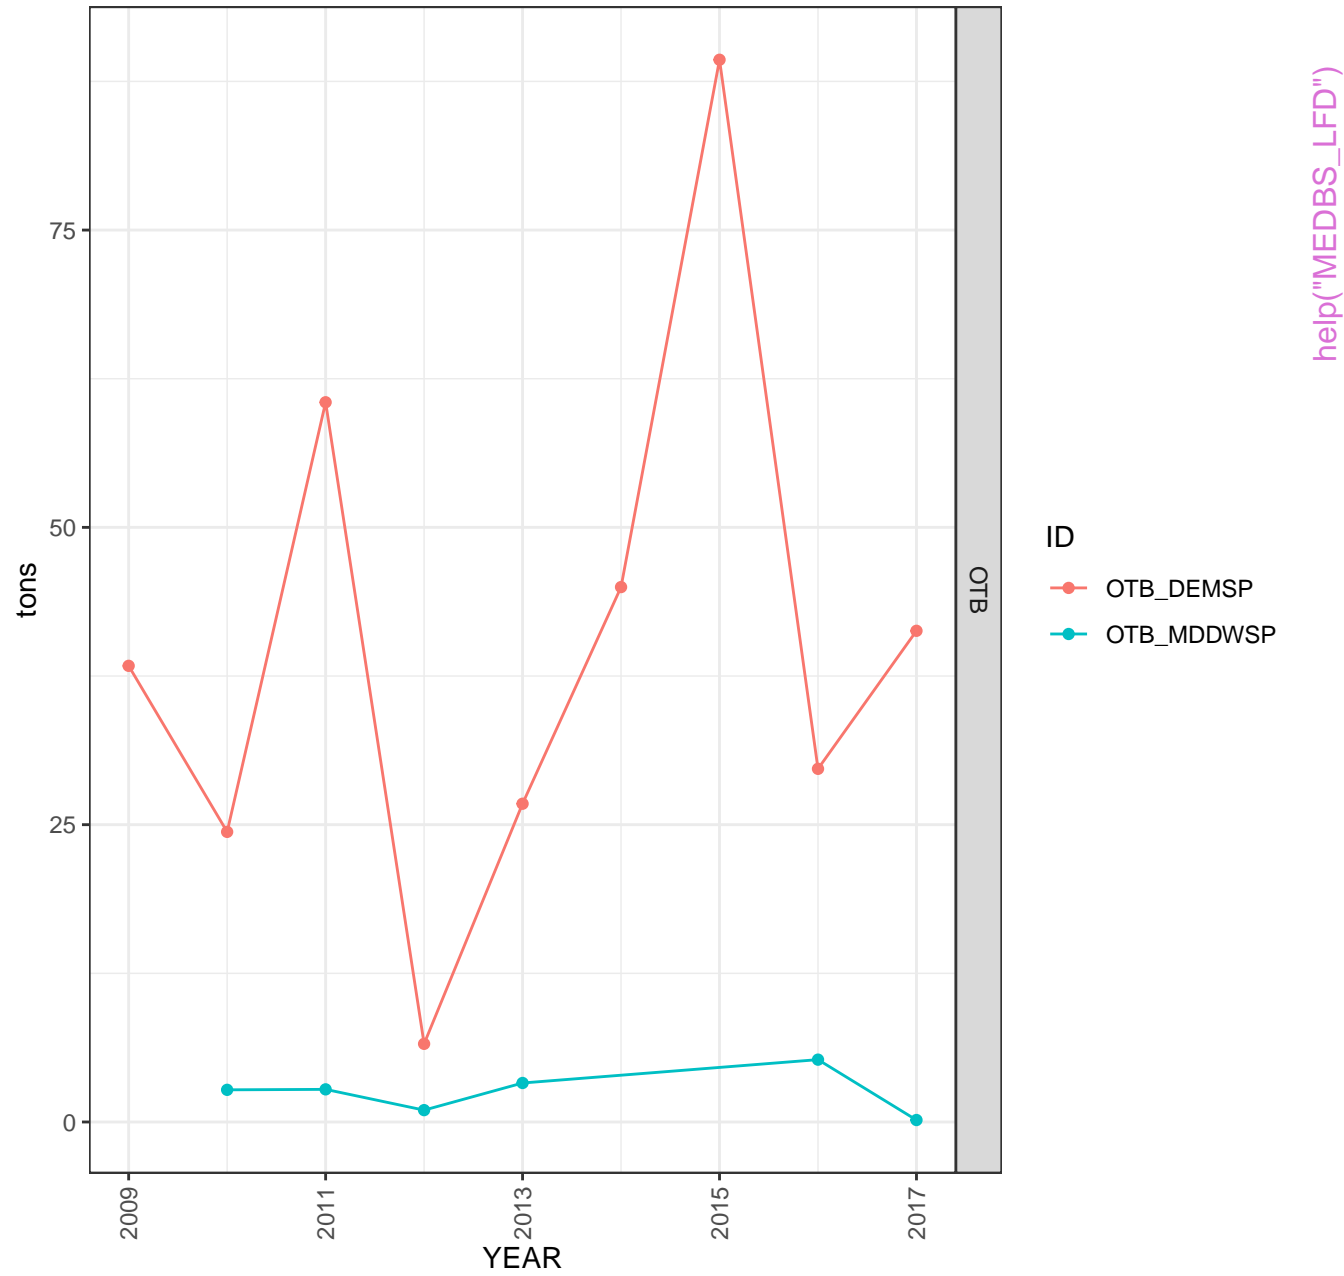 75
50
25
0
tons
2009
2011
2013
2015
2017
YEAR
OTB
ID
OTB_DEMSP
OTB_MDDWSP
help("MEDBS_LFD")